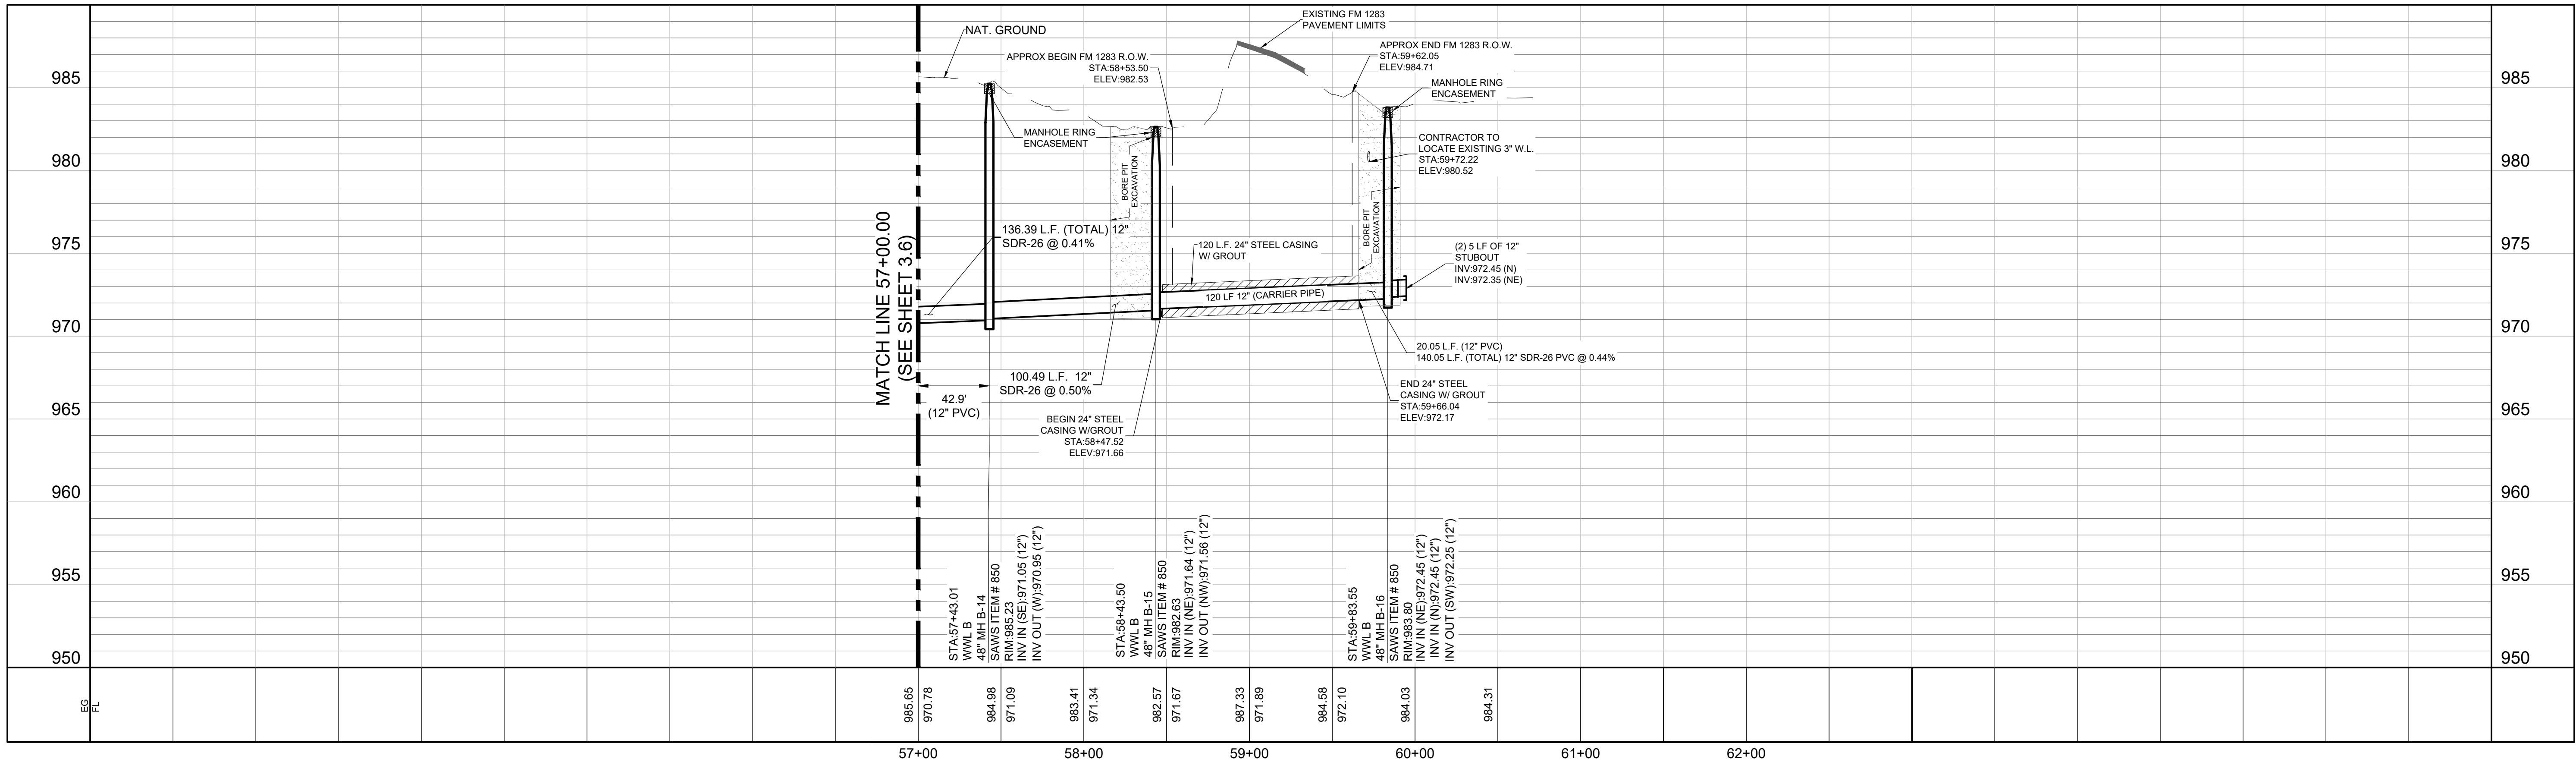 EXISTING FM 1283
PAVEMENT LIMITS
NAT. GROUND
APPROX BEGIN FM 1283 R.O.W.
STA:58+53.50
ELEV:982.53
APPROX END FM 1283 R.O.W.
STA:59+62.05
ELEV:984.71
MANHOLE RING
ENCASEMENT
MANHOLE RING
ENCASEMENT
CONTRACTOR TO
LOCATE EXISTING 3" W.L.
STA:59+72.22
ELEV:980.52
BORE PIT
EXCAVATION
BORE PIT
EXCAVATION
985
980
975
970
965
960
955
950
985
980
975
970
965
960
955
950
MATCH LINE 57+00.00
(SEE SHEET 3.6)
136.39 L.F. (TOTAL) 12"
SDR-26 @ 0.41%
120 L.F. 24" STEEL CASING
W/ GROUT
(2) 5 LF OF 12"
STUBOUT
INV:972.45 (N)
INV:972.35 (NE)
120 LF 12" (CARRIER PIPE)
20.05 L.F. (12" PVC)
140.05 L.F. (TOTAL) 12" SDR-26 PVC @ 0.44%
100.49 L.F. 12"
SDR-26 @ 0.50%
42.9'
(12" PVC)
END 24" STEEL
CASING W/ GROUT
STA:59+66.04
ELEV:972.17
BEGIN 24" STEEL
CASING W/GROUT
STA:58+47.52
ELEV:971.66
STA:57+43.01
WWL B
48" MH B-14
SAWS ITEM # 850
RIM:985.23
INV IN (SE):971.05 (12")
INV OUT (W):970.95 (12")
STA:58+43.50
WWL B
48" MH B-15
SAWS ITEM # 850
RIM:982.63
INV IN (NE):971.64 (12")
INV OUT (NW):971.56 (12")
STA:59+83.55
WWL B
48" MH B-16
SAWS ITEM # 850
RIM:983.80
INV IN (NE):972.45 (12")
INV IN (N):972.45 (12")
INV OUT (SW):972.25 (12")
EG
FL
985.65
970.78
984.98
971.09
983.41
971.34
982.57
971.67
987.33
971.89
984.58
972.10
984.03
984.31
57+00
58+00
59+00
60+00
61+00
62+00